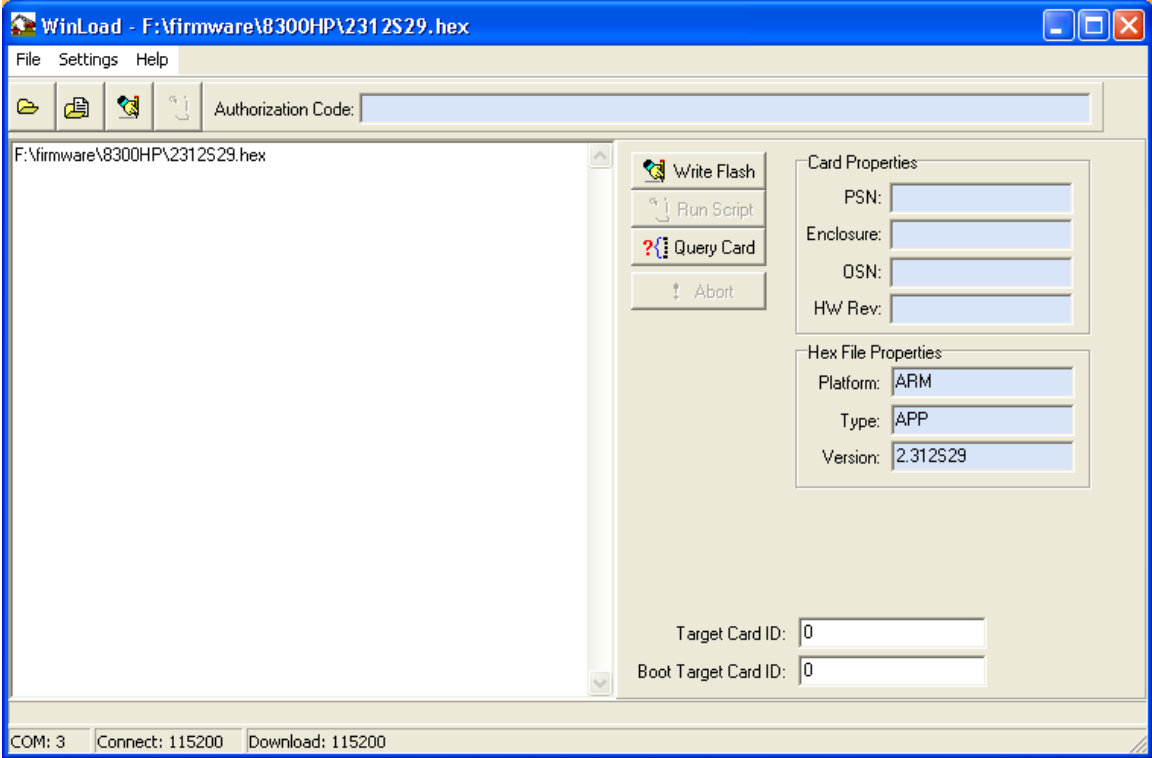 WinLoad - F:\firmware\8300HP\2312S29.hex
File Settings Help
Authorization Code:
F:\firmware\8300HP\2312S29.hex
Write Flash
Run Script
?{ Query Card
Abort
Card Properties
PSN:
Enclosure:
OSN:
HW Rev:
Hex File Properties
Platform: ARM
Type: APP
Version: 2.312S29
Target Card ID: 0
Boot Target Card ID: 0
COM: 3 Connect: 115200 Download: 115200